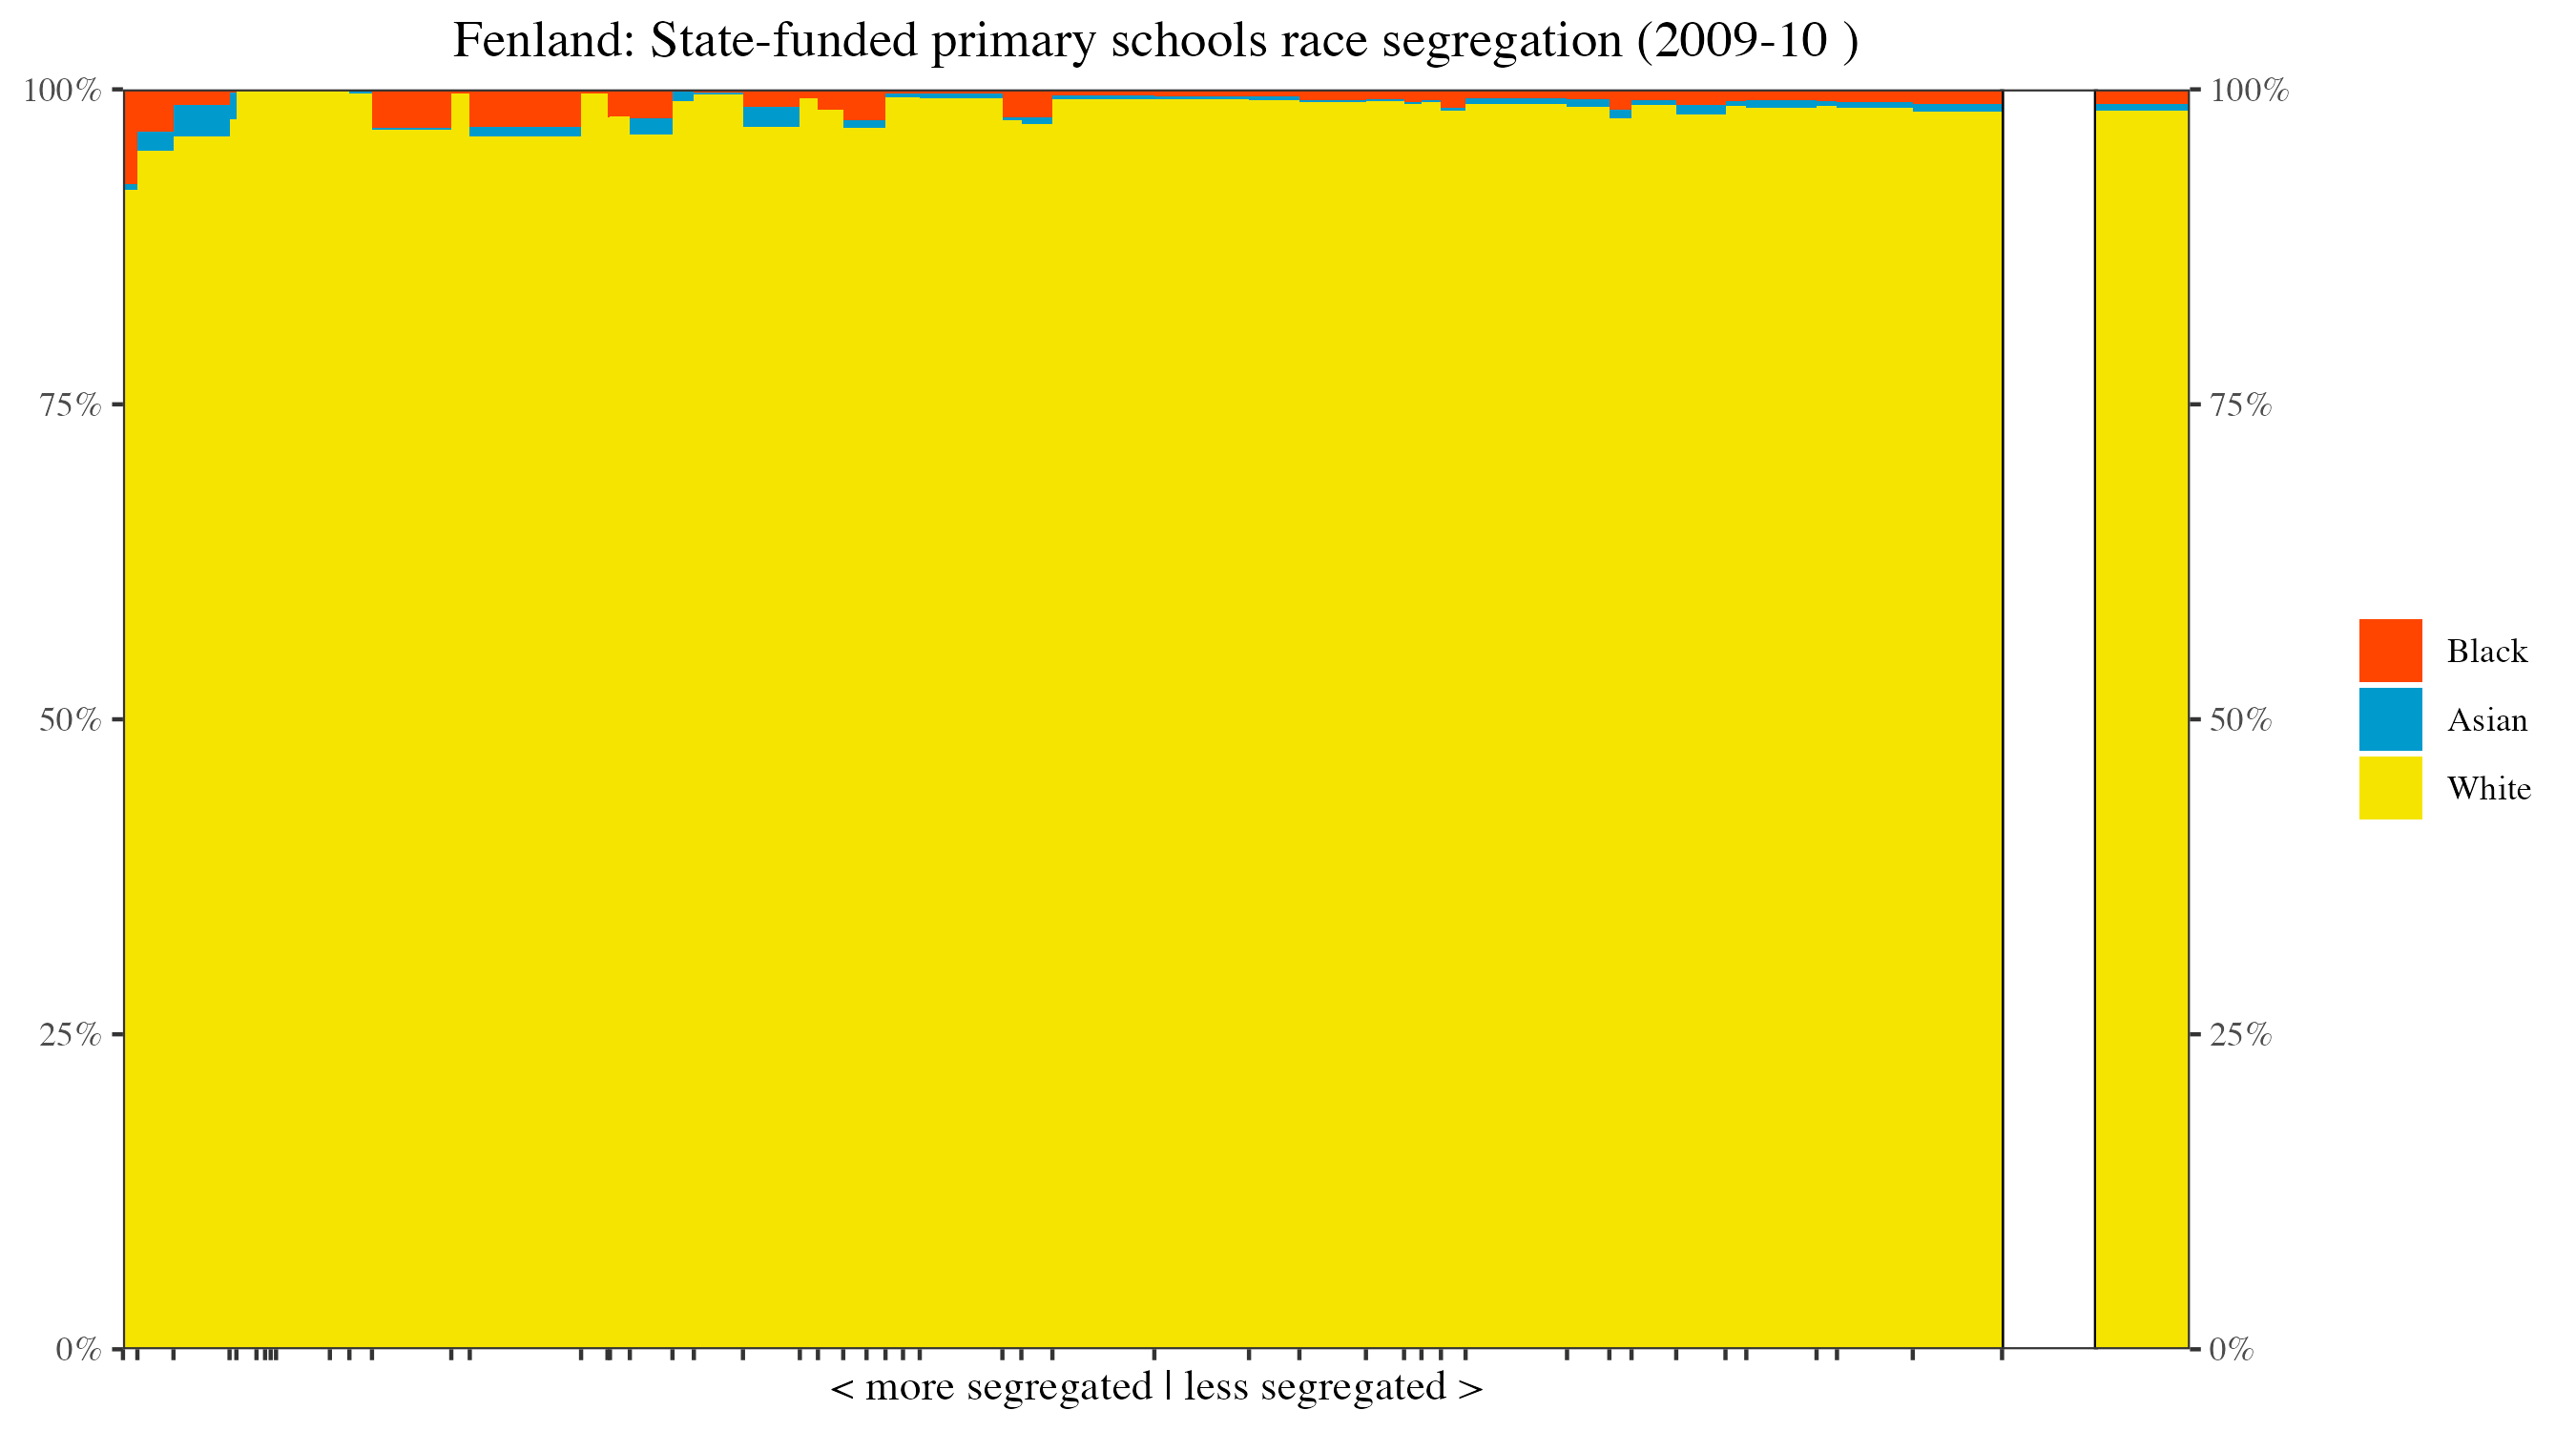 Fenland: State-funded primary schools race segregation (2009-10 )
100%
75%
50%
25%
0%
100%
75%
50%
25%
0%
Black
Asian
White
< more segregated | less segregated >